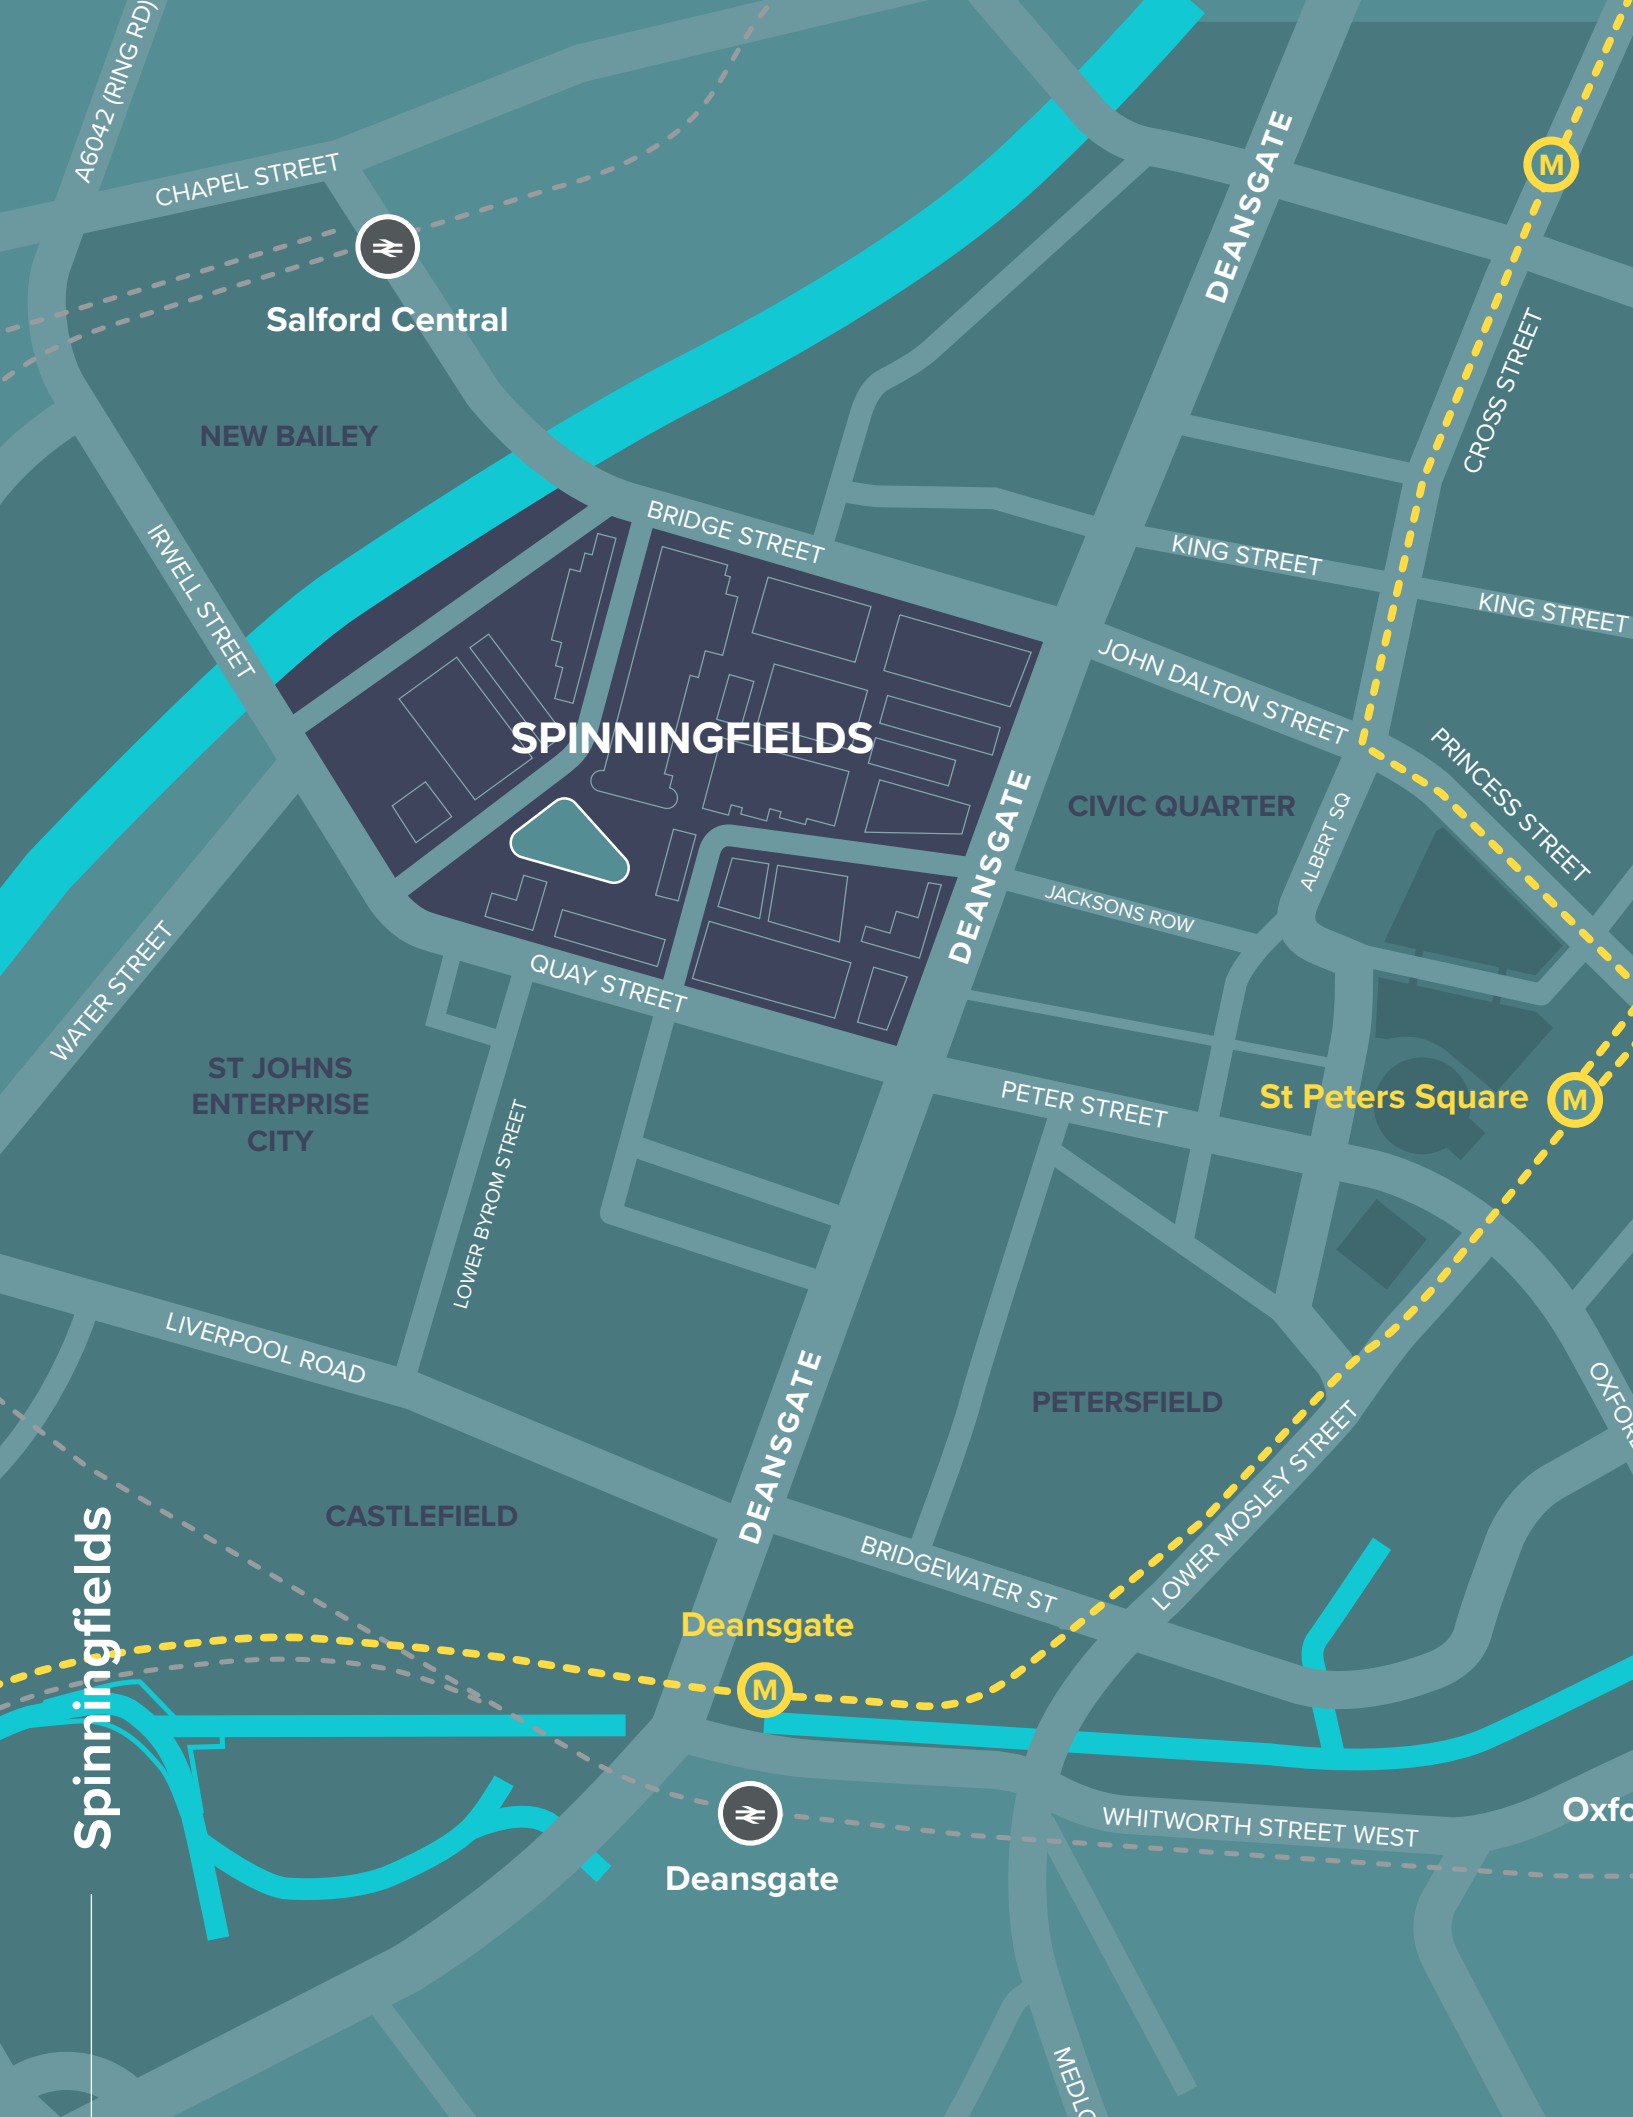 A6042 (RING RD)
CHAPEL STREET
DEANSGATE
M
Salford Central
CROSS STREET
NEW BAILEY
BRIDGE STREET
IRWELL STREET
KING STREET
KING STREET
JOHN DALTON STREET
SPINNINGFIELDS
PRINCESS STREET
CIVIC QUARTER
ALBERT SQ
DEANSGATE
JACKSONS ROW
WATER STREET
QUAY STREET
ST JOHNS
ENTERPRISE
CITY
PETER STREET
St Peters Square
M
LOWER BYROM STREET
LIVERPOOL ROAD
DEANSGATE
PETERSFIELD
OXFOR
LOWER MOSLEY STREET
CASTLEFIELD
BRIDGEWATER ST
Spinningfields
Deansgate
M
WHITWORTH STREET WEST
Oxfo
Deansgate
MEDLO